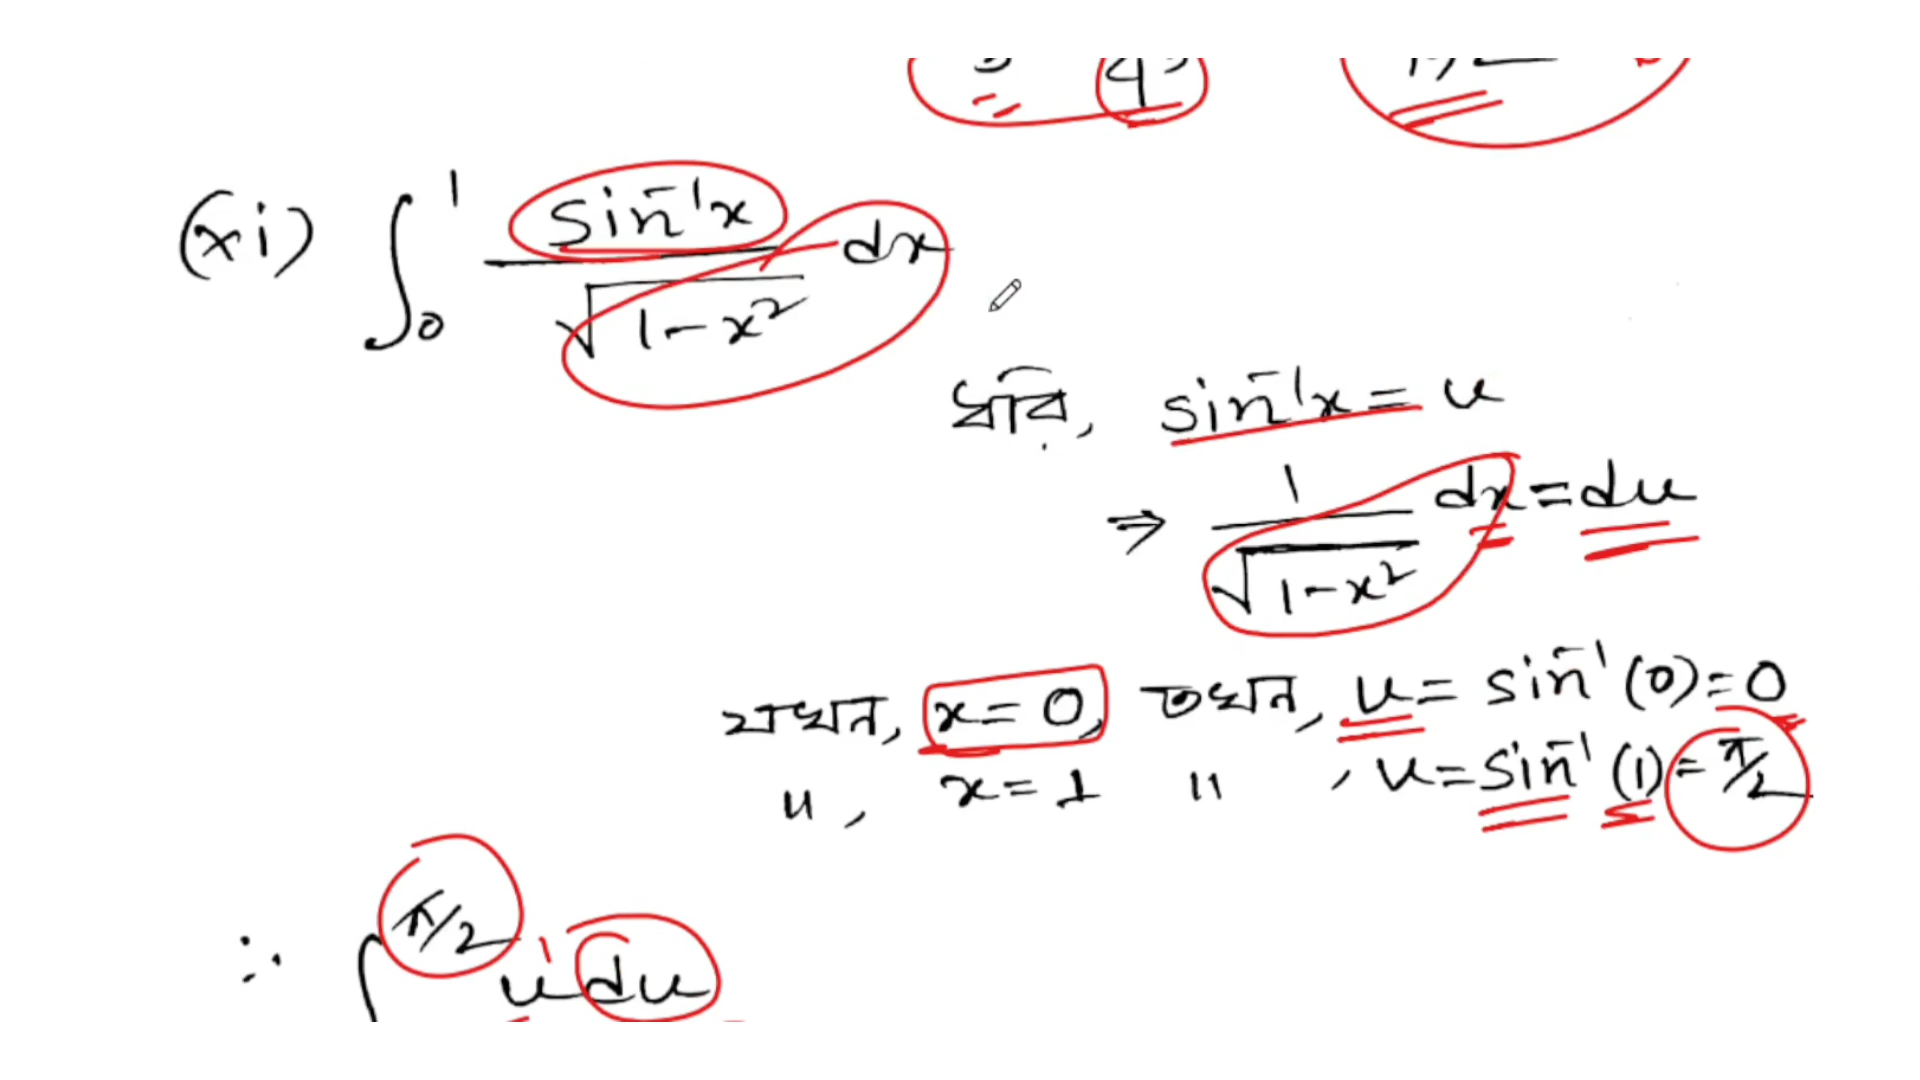 (xi) ∫₀¹ sin⁻¹x / √(1-x²) dx
ধরি, sin⁻¹x = u
⇒ 1/√(1-x²) dx = du
যখন, x = 0, তখন, u = sin⁻¹(0) = 0
〃, x = 1 〃, u = sin⁻¹(1) = π/2
∴ ∫ π/2 u¹ du